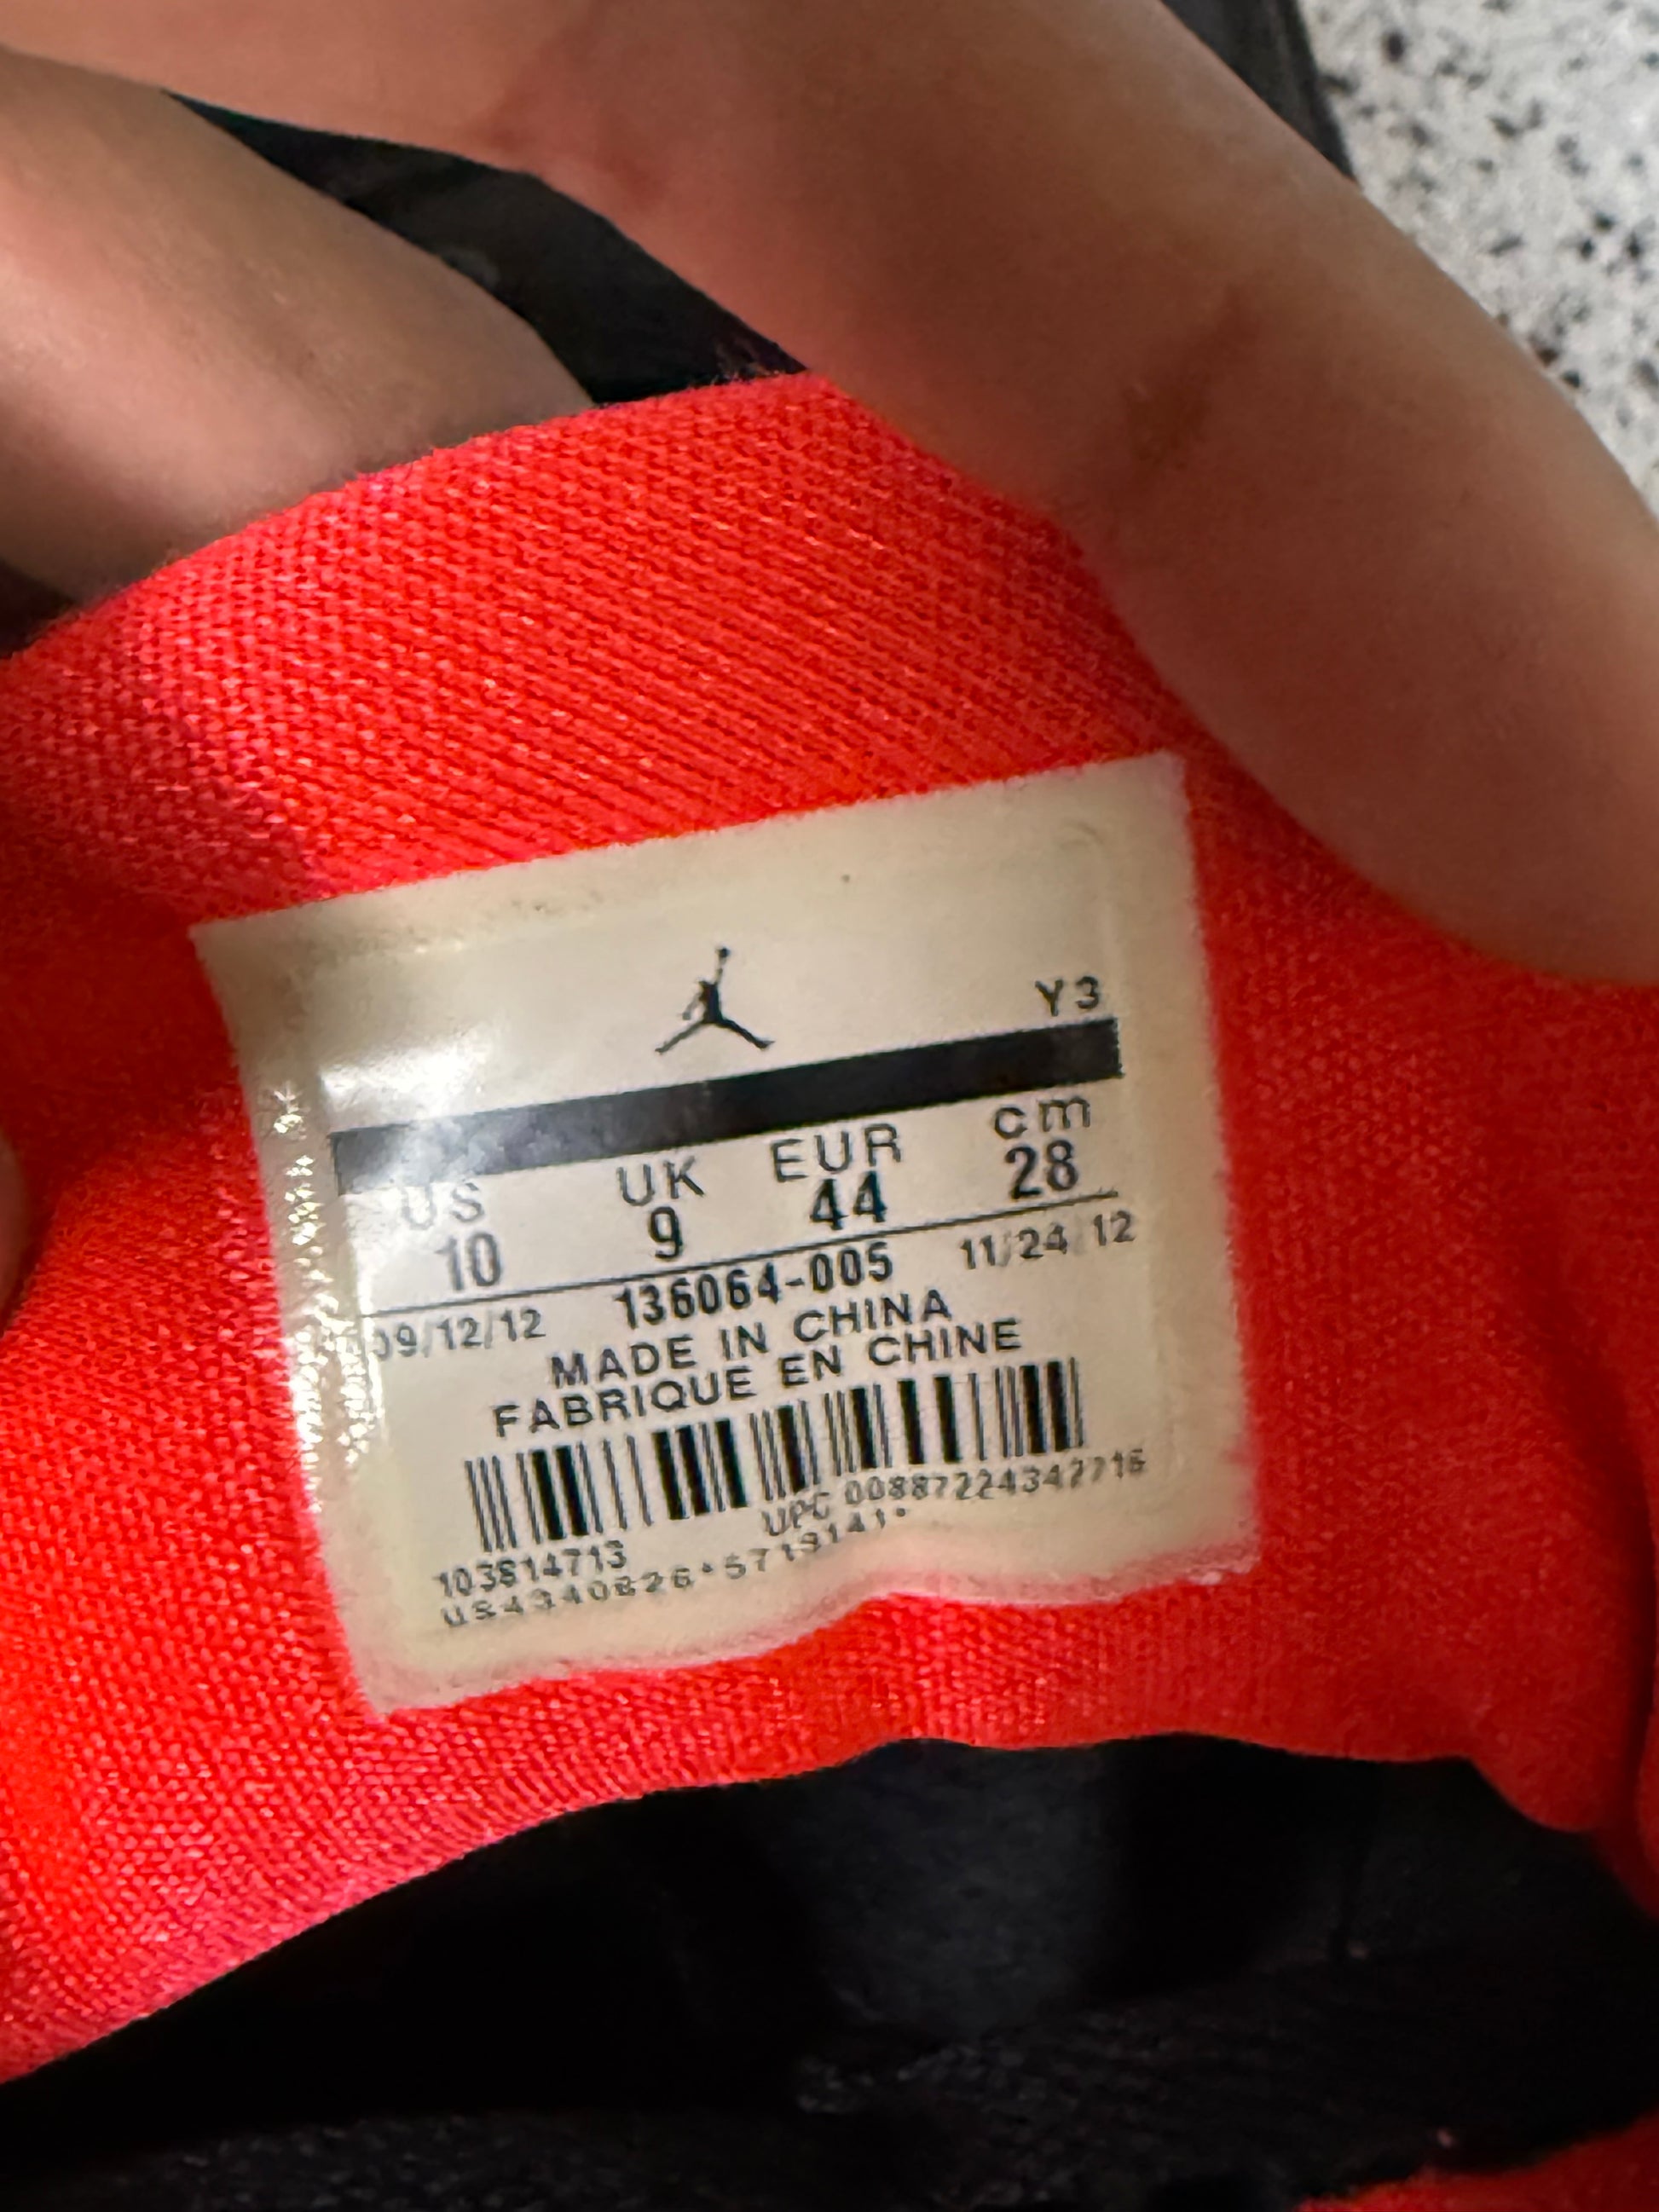 Y3
US UK EUR cm
10 9 44 28
09/12/12 136064-005 11/24/12
MADE IN CHINA
FABRIQUE EN CHINE
103814713 UPC 00887224342716